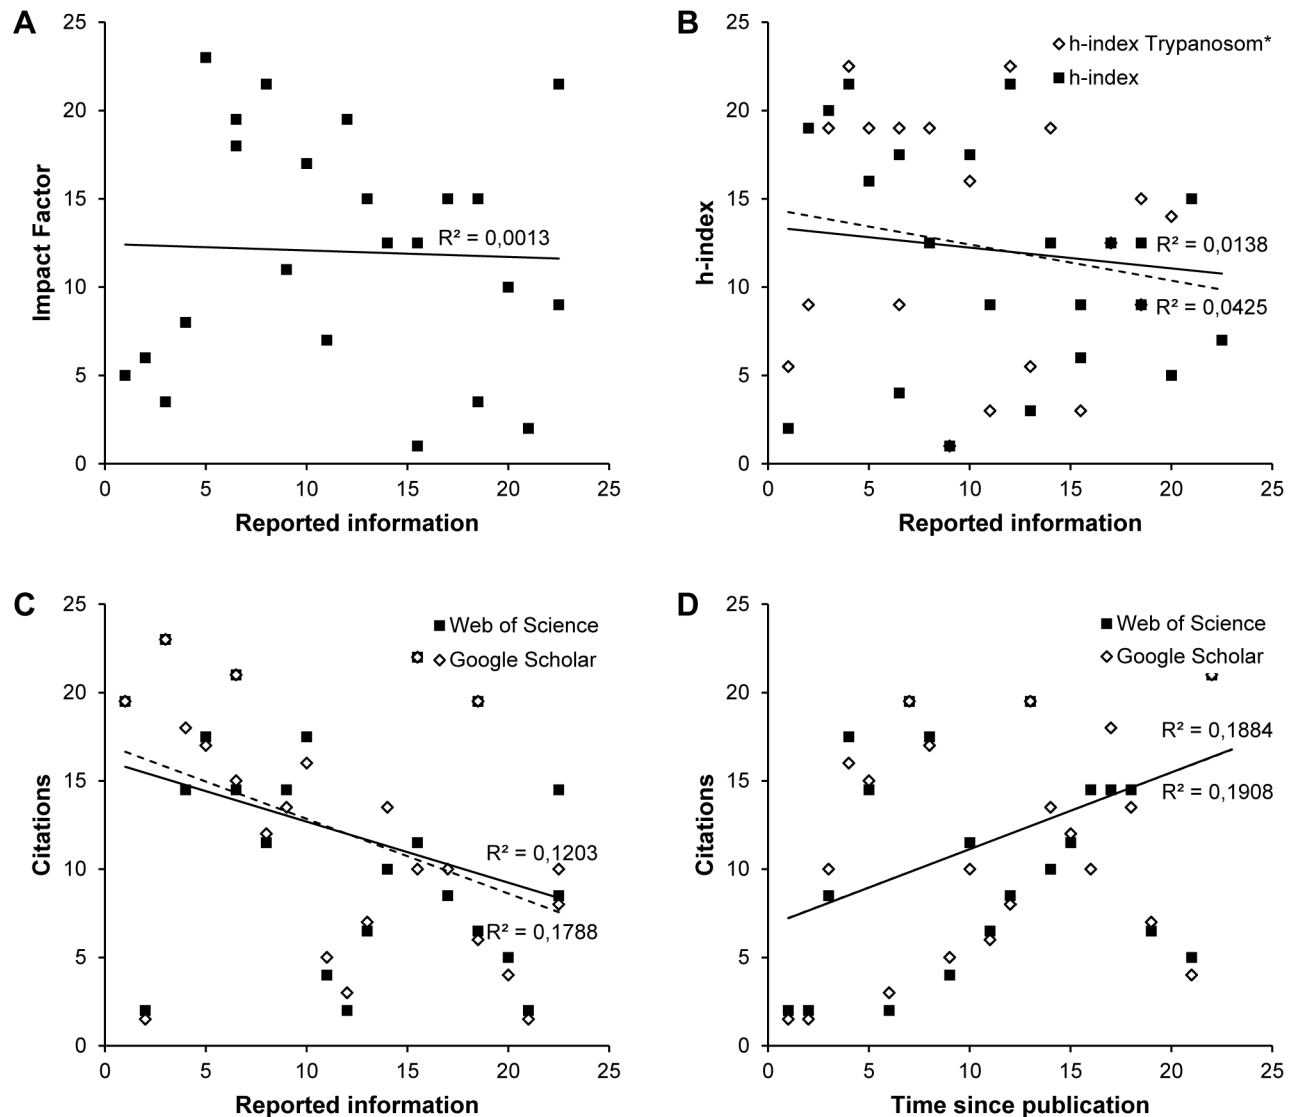 A
25
20
15
10
5
0
Impact Factor
R² = 0,0013
0 5 10 15 20 25
Reported information
B
25
20
15
10
5
0
h-index
h-index Trypanosom*
h-index
R² = 0,0138
R² = 0,0425
0 5 10 15 20 25
Reported information
C
25
20
15
10
5
0
Citations
Web of Science
Google Scholar
R² = 0,1203
R² = 0,1788
0 5 10 15 20 25
Reported information
D
25
20
15
10
5
0
Citations
Web of Science
Google Scholar
R² = 0,1884
R² = 0,1908
0 5 10 15 20 25
Time since publication